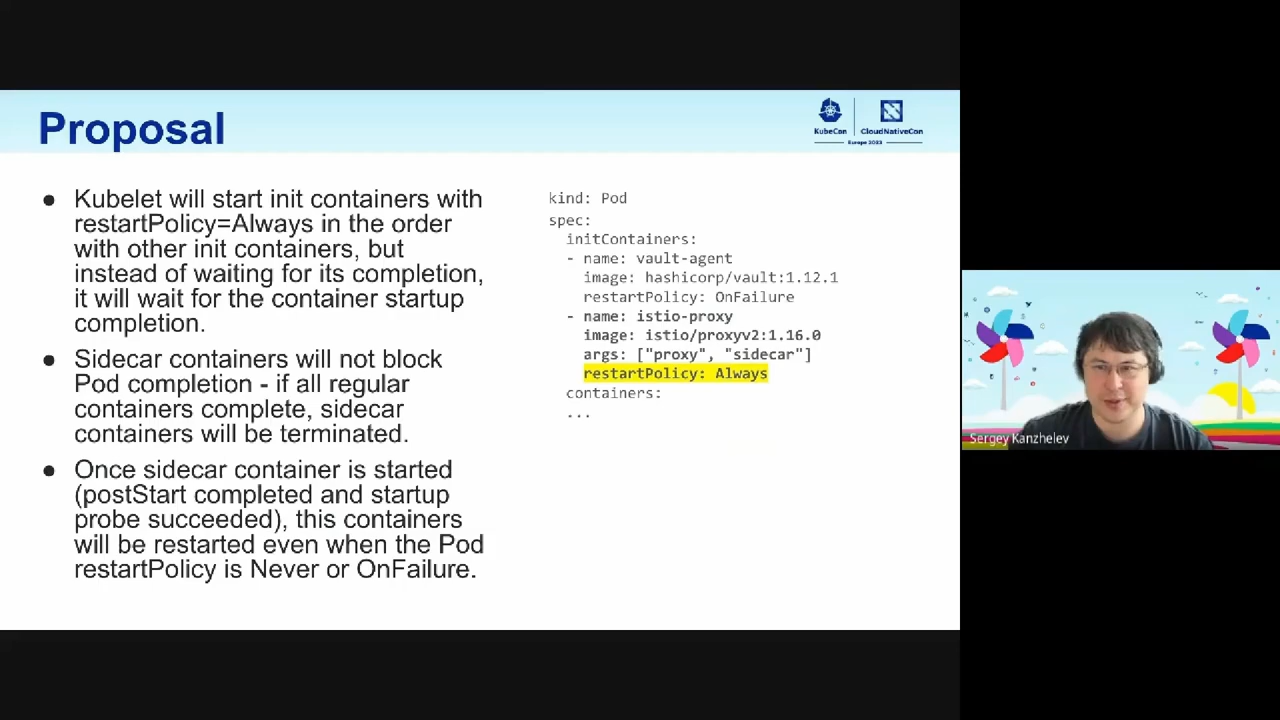 Proposal
KubeCon
CloudNativeCon
Europe 2023
● Kubelet will start init containers with
restartPolicy=Always in the order
with other init containers, but
instead of waiting for its completion,
it will wait for the container startup
completion.
● Sidecar containers will not block
Pod completion - if all regular
containers complete, sidecar
containers will be terminated.
● Once sidecar container is started
(postStart completed and startup
probe succeeded), this containers
will be restarted even when the Pod
restartPolicy is Never or OnFailure.
kind: Pod
spec:
  initContainers:
  - name: vault-agent
    image: hashicorp/vault:1.12.1
    restartPolicy: OnFailure
  - name: istio-proxy
    image: istio/proxyv2:1.16.0
    args: ["proxy", "sidecar"]
    restartPolicy: Always
  containers:
  ...
Sergey Kanzhelev